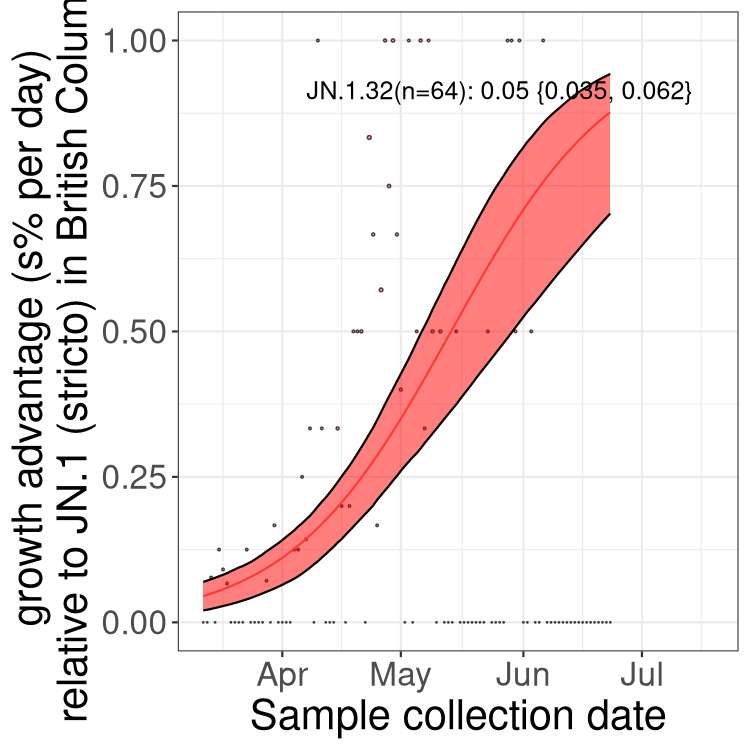 growth advantage (s% per day)
relative to JN.1 (stricto) in British Colum
1.00
0.75
0.50
0.25
0.00
JN.1.32(n=64): 0.05 {0.035, 0.062}
Apr May Jun Jul
Sample collection date